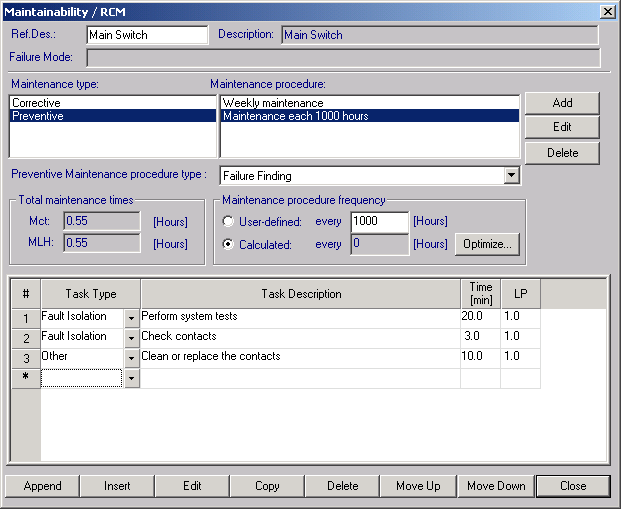 Maintainability / RCM
Ref.Des.: Main Switch Description: Main Switch
Failure Mode:
Maintenance type: Maintenance procedure:
Corrective Weekly maintenance Add
Preventive Maintenance each 1000 hours Edit
Delete
Preventive Maintenance procedure type : Failure Finding
Total maintenance times Maintenance procedure frequency
Mct: 0.55 [Hours] User-defined: every 1000 [Hours]
MLH: 0.55 [Hours] Calculated: every 0 [Hours] Optimize...
# Task Type Task Description Time [min] LP
1 Fault Isolation Perform system tests 20.0 1.0
2 Fault Isolation Check contacts 3.0 1.0
3 Other Clean or replace the contacts 10.0 1.0
*
Append Insert Edit Copy Delete Move Up Move Down Close